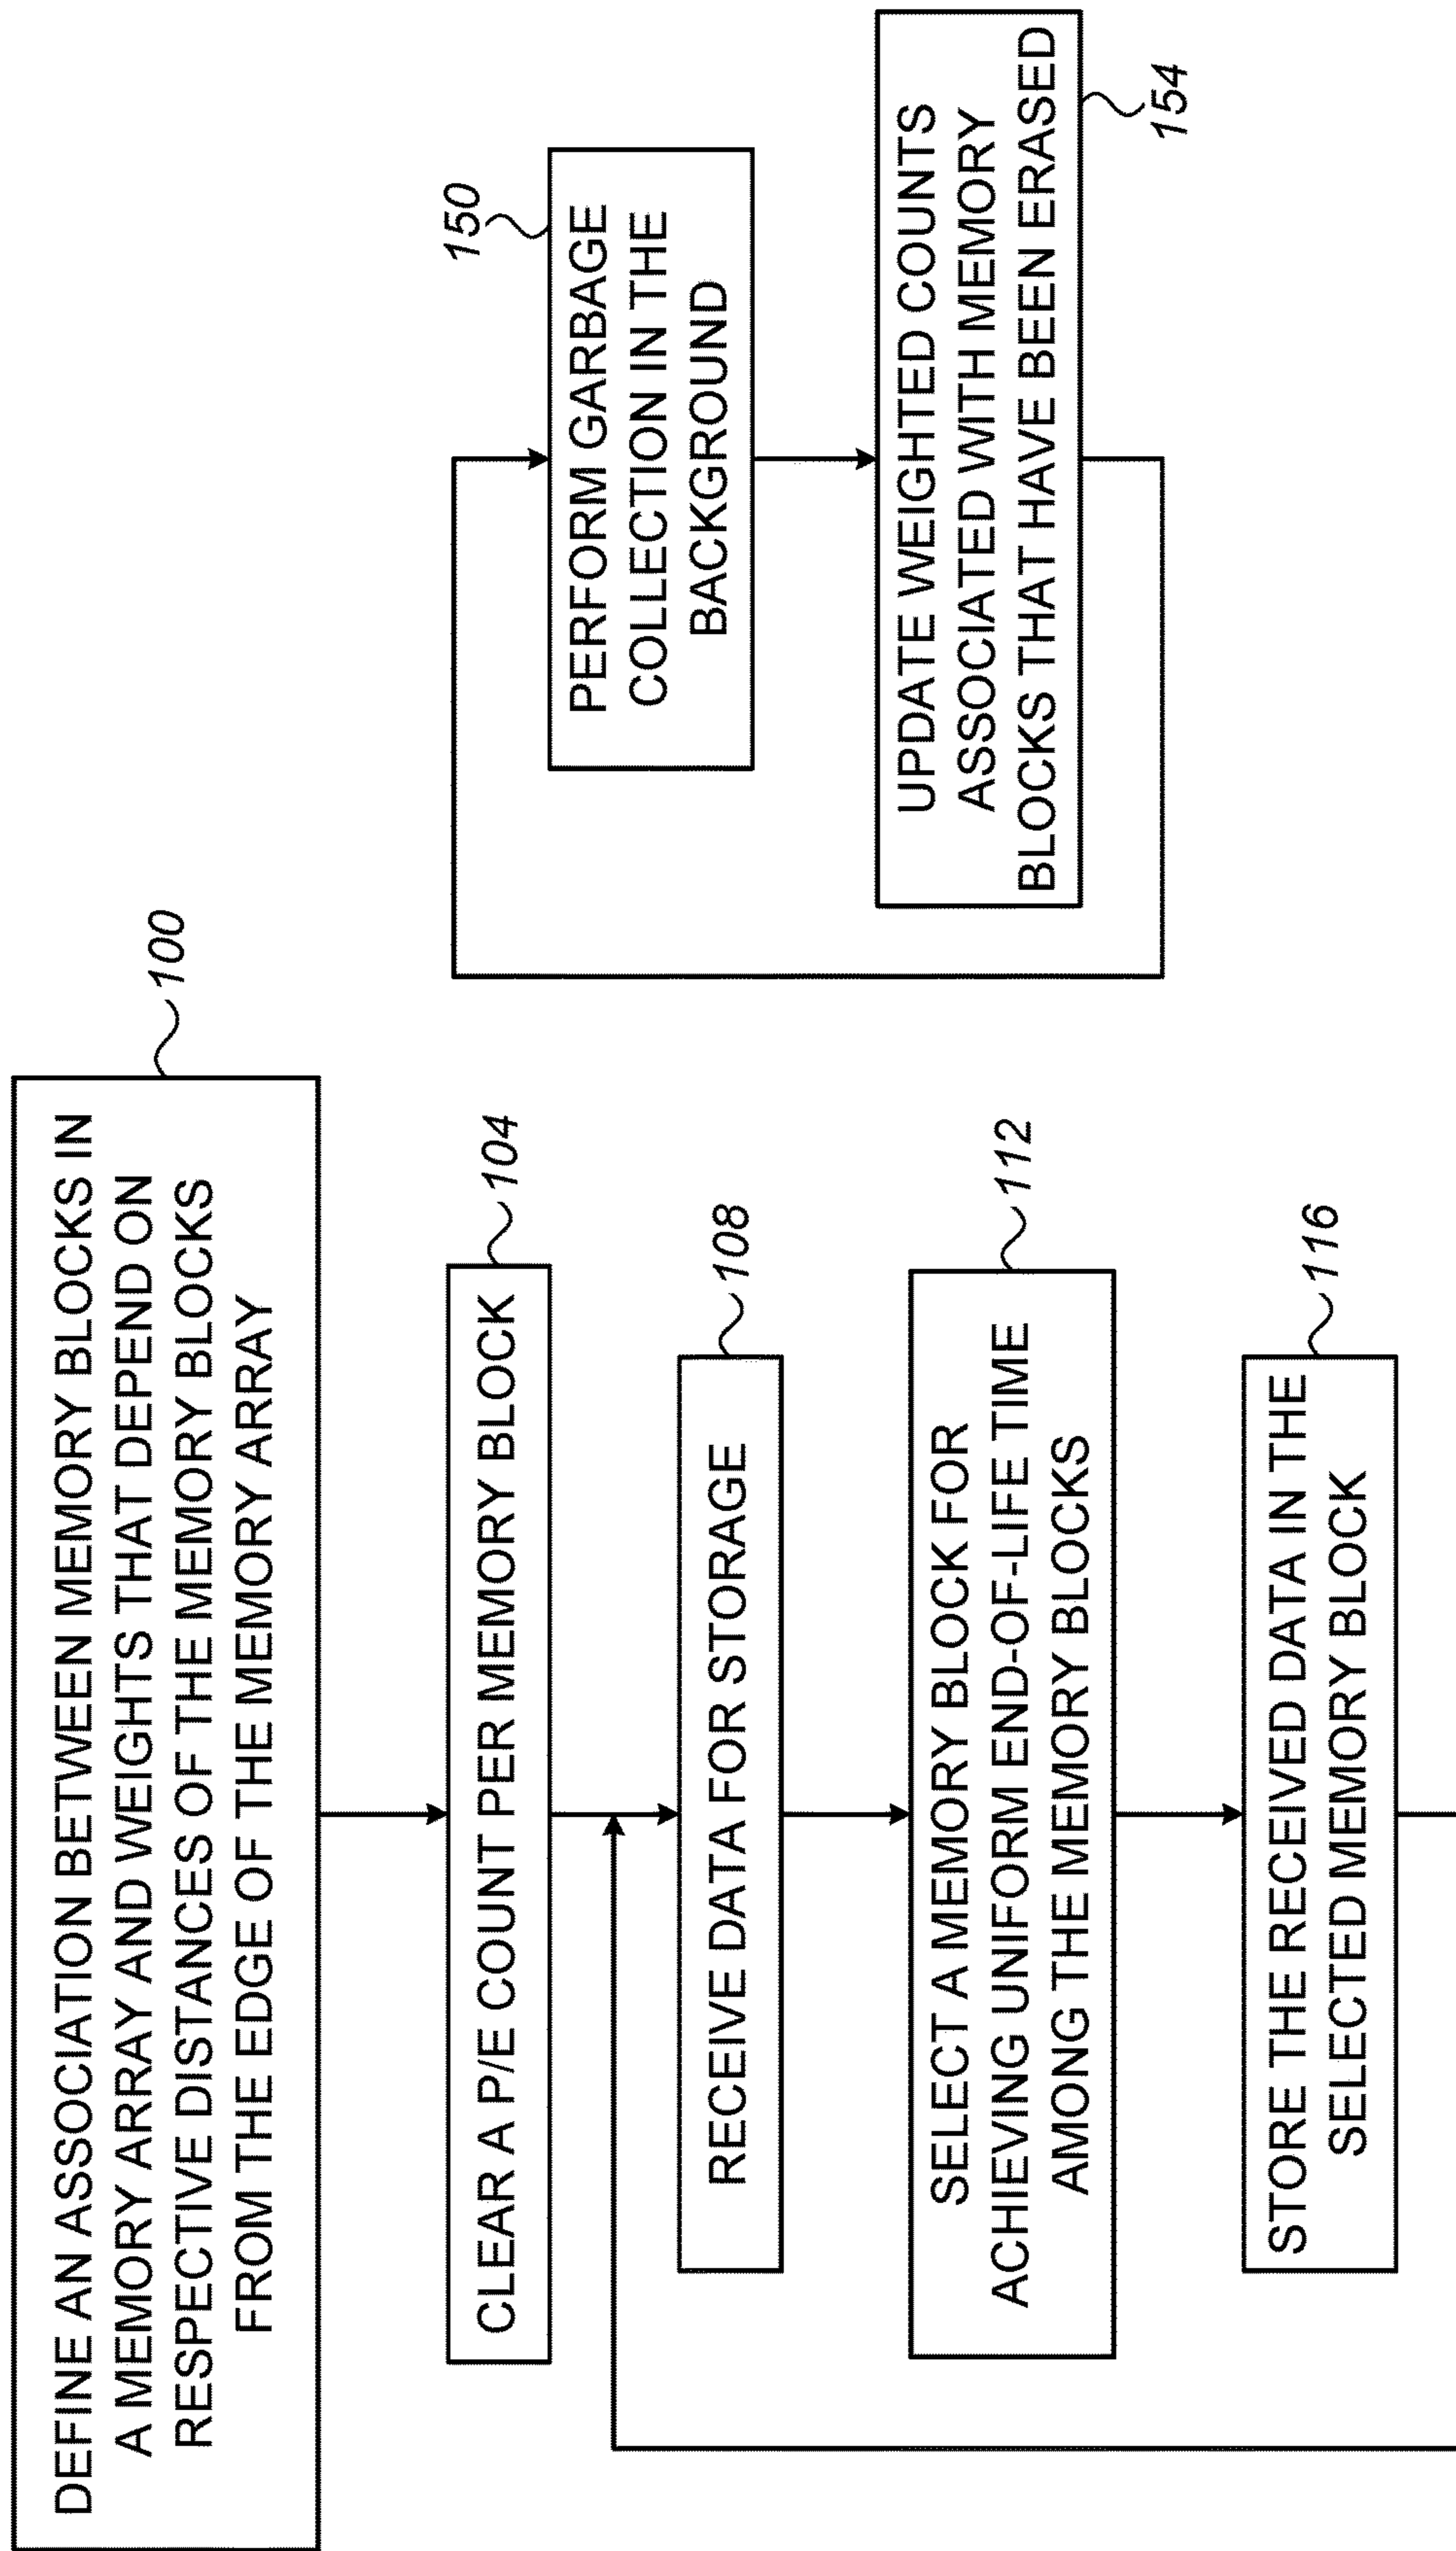 DEFINE AN ASSOCIATION BETWEEN MEMORY BLOCKS IN
A MEMORY ARRAY AND WEIGHTS THAT DEPEND ON
RESPECTIVE DISTANCES OF THE MEMORY BLOCKS
FROM THE EDGE OF THE MEMORY ARRAY
100
CLEAR A P/E COUNT PER MEMORY BLOCK
104
RECEIVE DATA FOR STORAGE
108
SELECT A MEMORY BLOCK FOR
ACHIEVING UNIFORM END-OF-LIFE TIME
AMONG THE MEMORY BLOCKS
112
STORE THE RECEIVED DATA IN THE
SELECTED MEMORY BLOCK
116
150
PERFORM GARBAGE
COLLECTION IN THE
BACKGROUND
UPDATE WEIGHTED COUNTS
ASSOCIATED WITH MEMORY
BLOCKS THAT HAVE BEEN ERASED
154